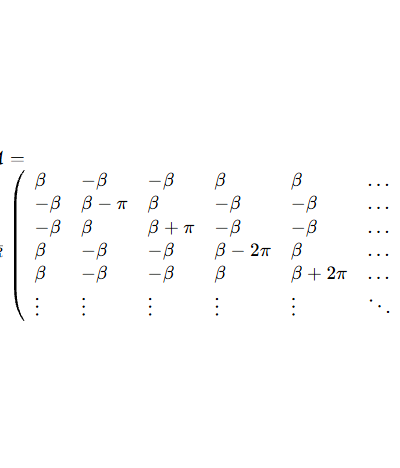 =
β −β −β β β …
−β β − π β −β −β …
−β β β + π −β −β …
β −β −β β − 2π β …
β −β −β β β + 2π …
⋮ ⋮ ⋮ ⋮ ⋮ ⋱